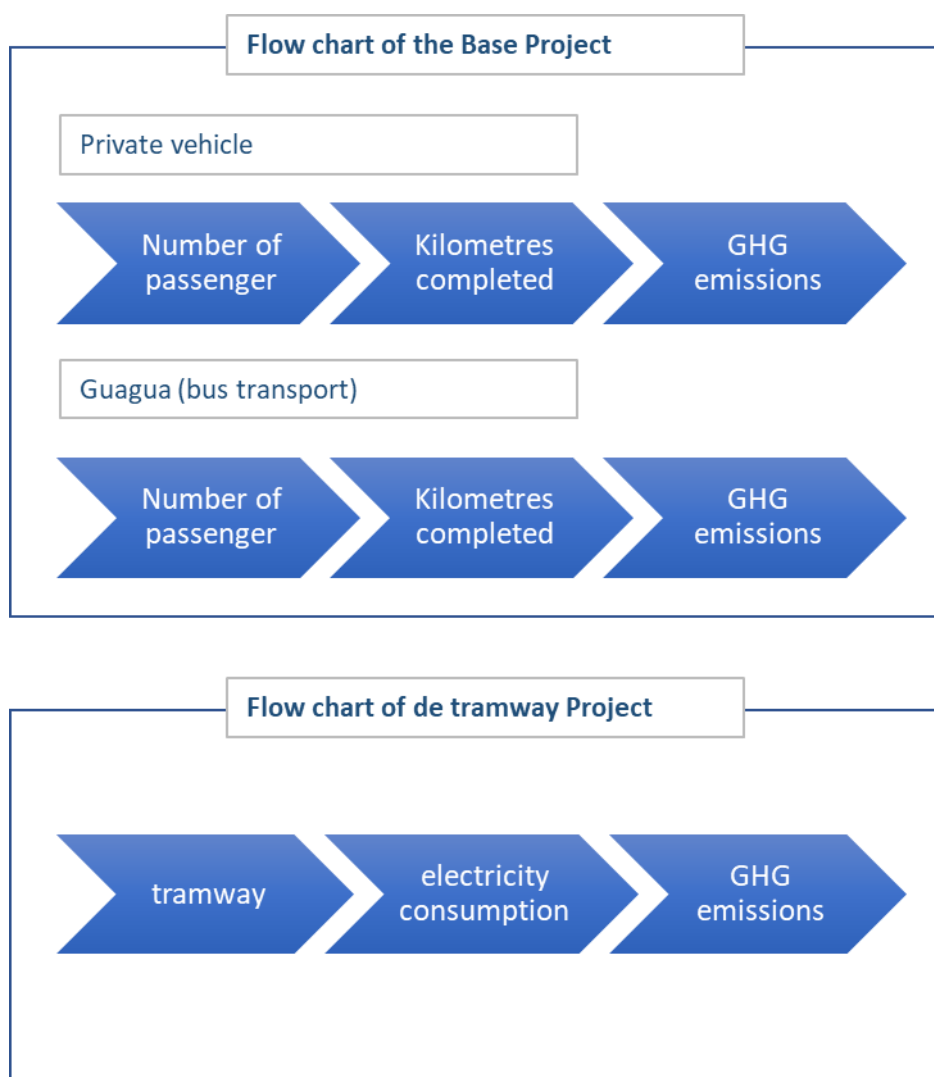 Flow chart of the Base Project
Private vehicle
Number of
passenger
Kilometres
completed
GHG
emissions
Guagua (bus transport)
Number of
passenger
Kilometres
completed
GHG
emissions
Flow chart of de tramway Project
tramway
electricity
consumption
GHG
emissions